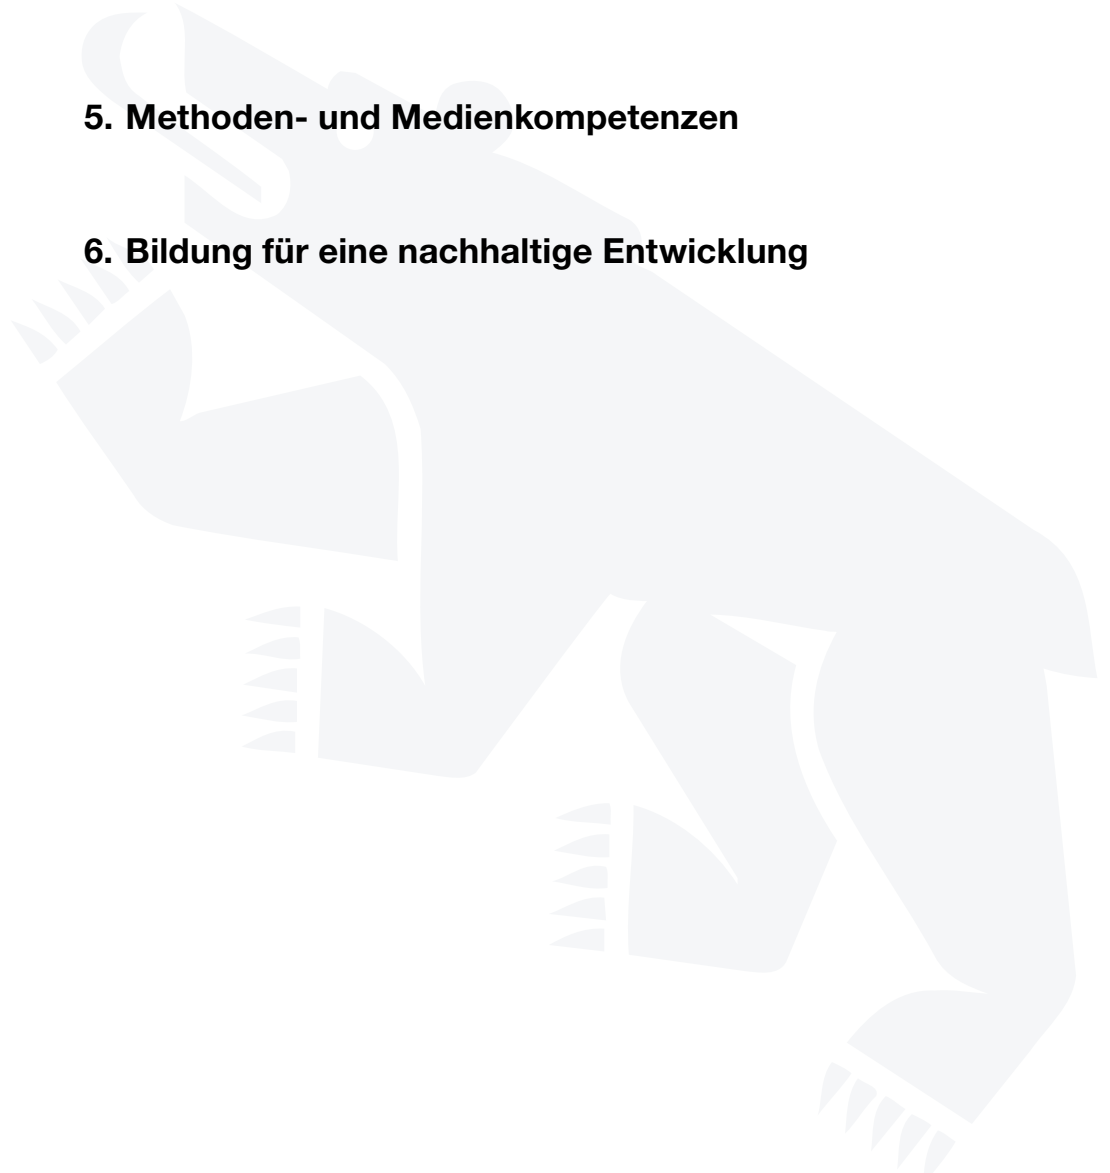 5. Methoden- und Medienkompetenzen
6. Bildung für eine nachhaltige Entwicklung